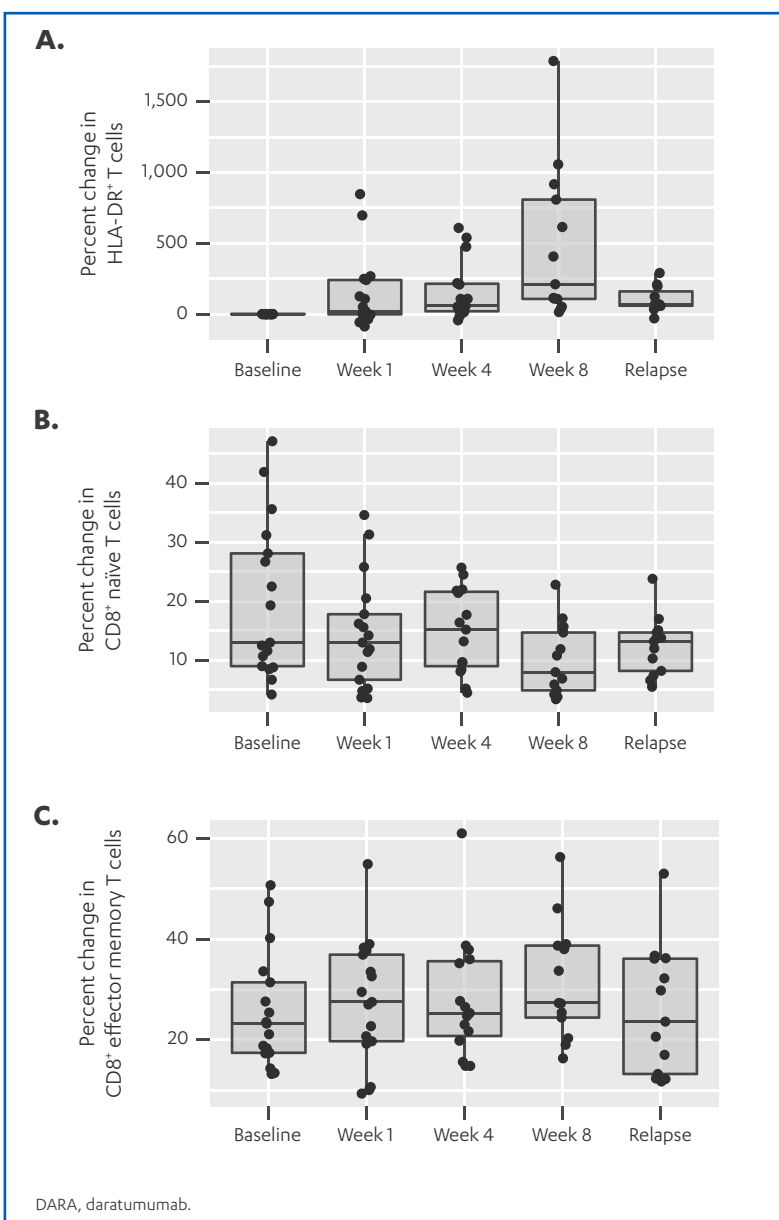 A.
Percent change in
HLA-DR⁺ T cells
1,500
1,000
500
0
Baseline Week 1 Week 4 Week 8 Relapse
B.
Percent change in
CD8⁺ naïve T cells
40
30
20
10
Baseline Week 1 Week 4 Week 8 Relapse
C.
Percent change in
CD8⁺ effector memory T cells
60
40
20
Baseline Week 1 Week 4 Week 8 Relapse
DARA, daratumumab.